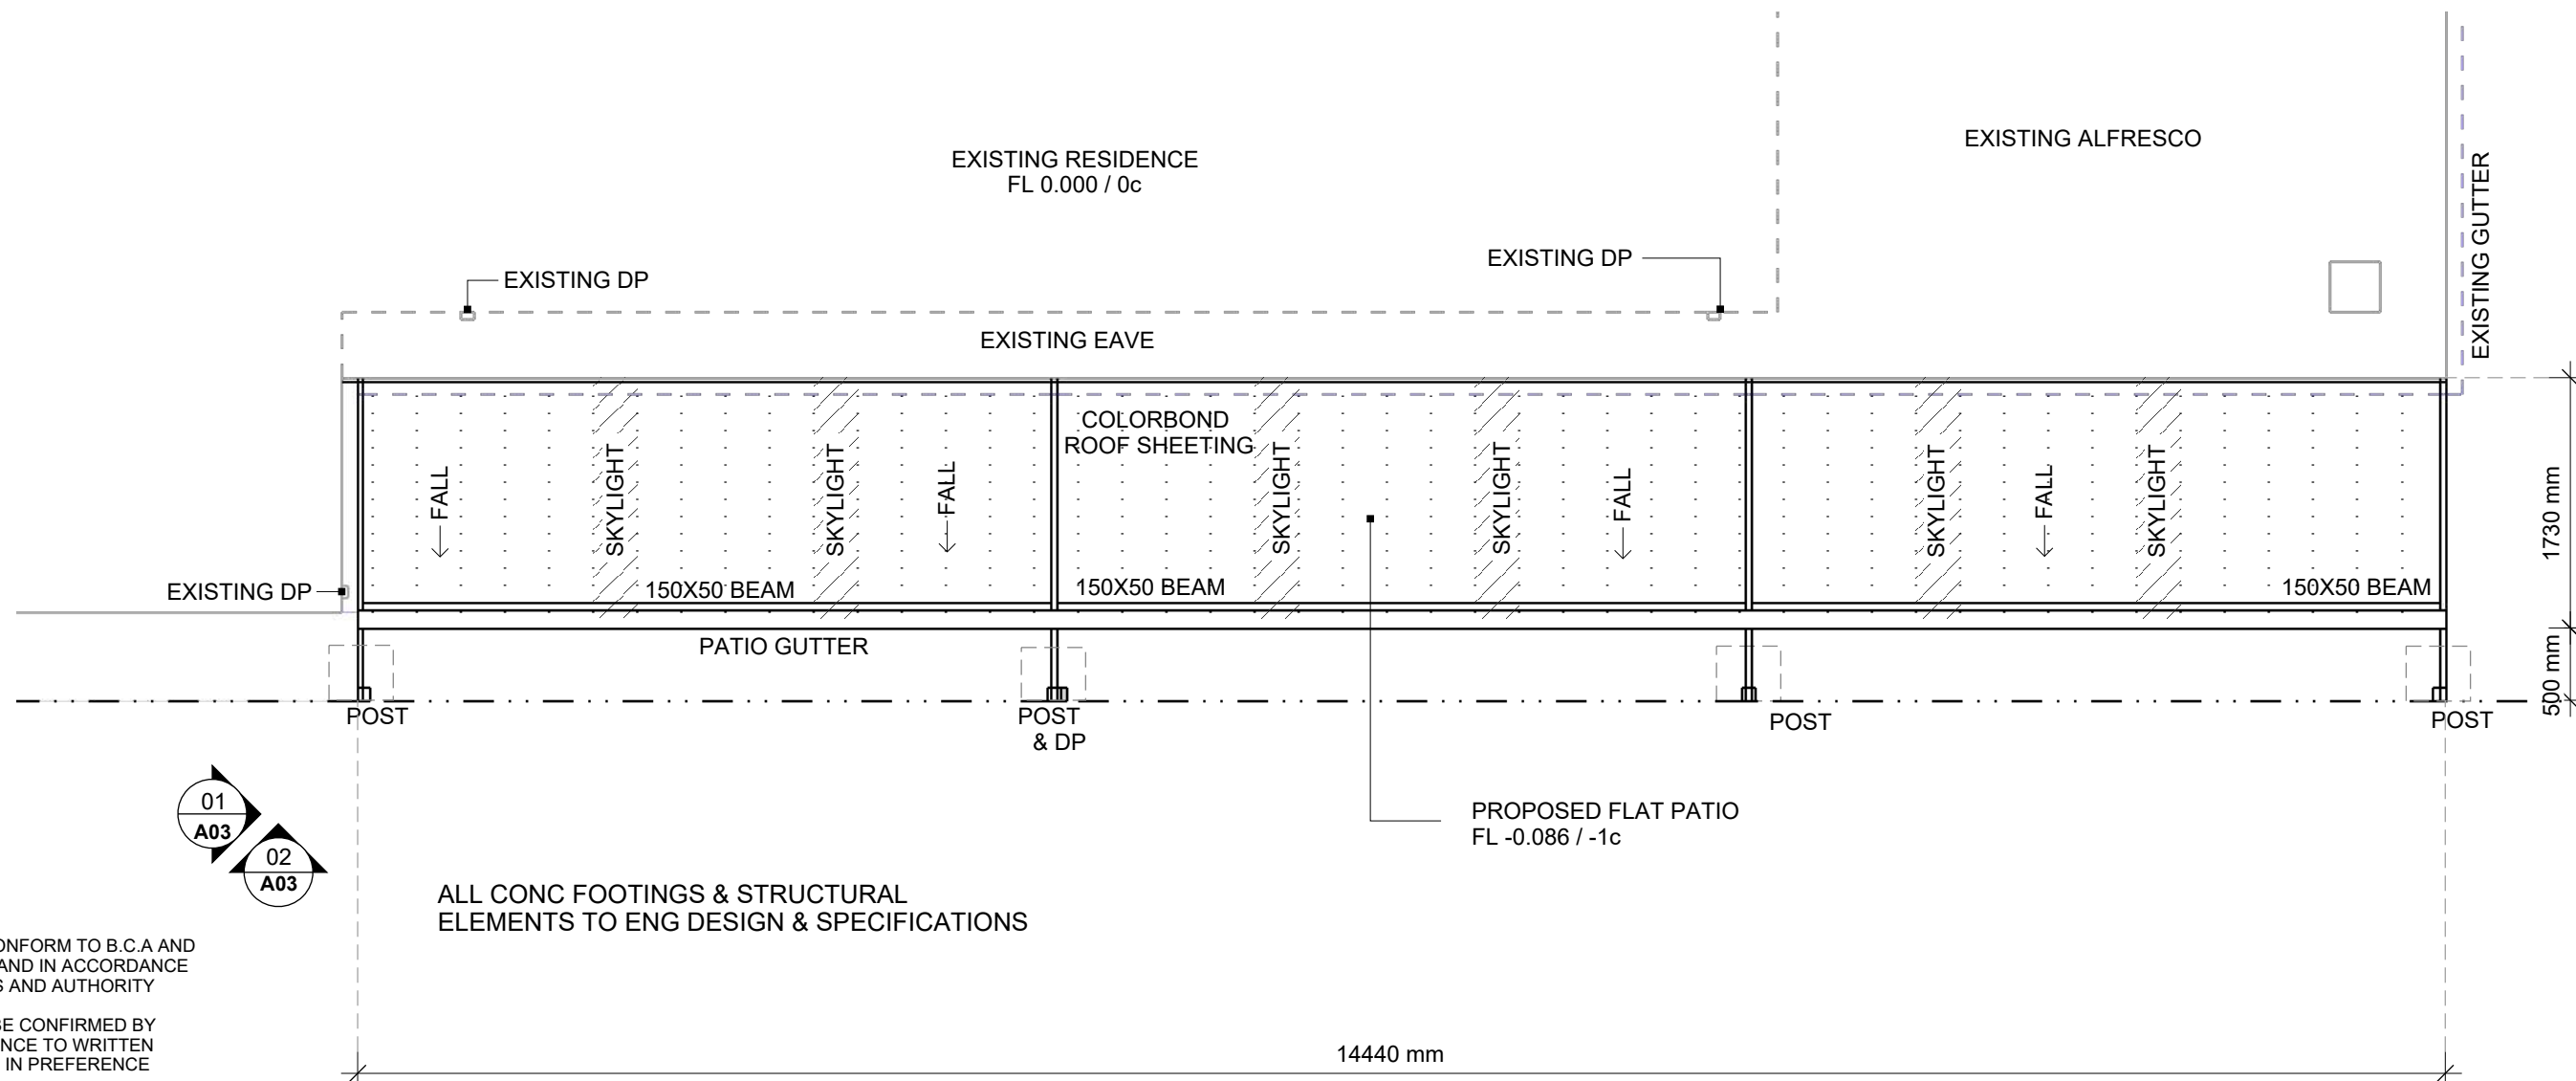 EXISTING ALFRESCO
EXISTING RESIDENCE
FL 0.000 / 0c
EXISTING GUTTER
EXISTING DP
EXISTING DP
EXISTING EAVE
COLORBOND
ROOF SHEETING
FALL
SKYLIGHT
SKYLIGHT
FALL
SKYLIGHT
SKYLIGHT
FALL
SKYLIGHT
FALL
SKYLIGHT
1730 mm
EXISTING DP
150X50 BEAM
150X50 BEAM
150X50 BEAM
PATIO GUTTER
500 mm
POST
POST
& DP
POST
POST
01
A03
02
A03
PROPOSED FLAT PATIO
FL -0.086 / -1c
ALL CONC FOOTINGS & STRUCTURAL
ELEMENTS TO ENG DESIGN & SPECIFICATIONS
ONFORM TO B.C.A AND
AND IN ACCORDANCE
S AND AUTHORITY
BE CONFIRMED BY
NCE TO WRITTEN
IN PREFERENCE
14440 mm